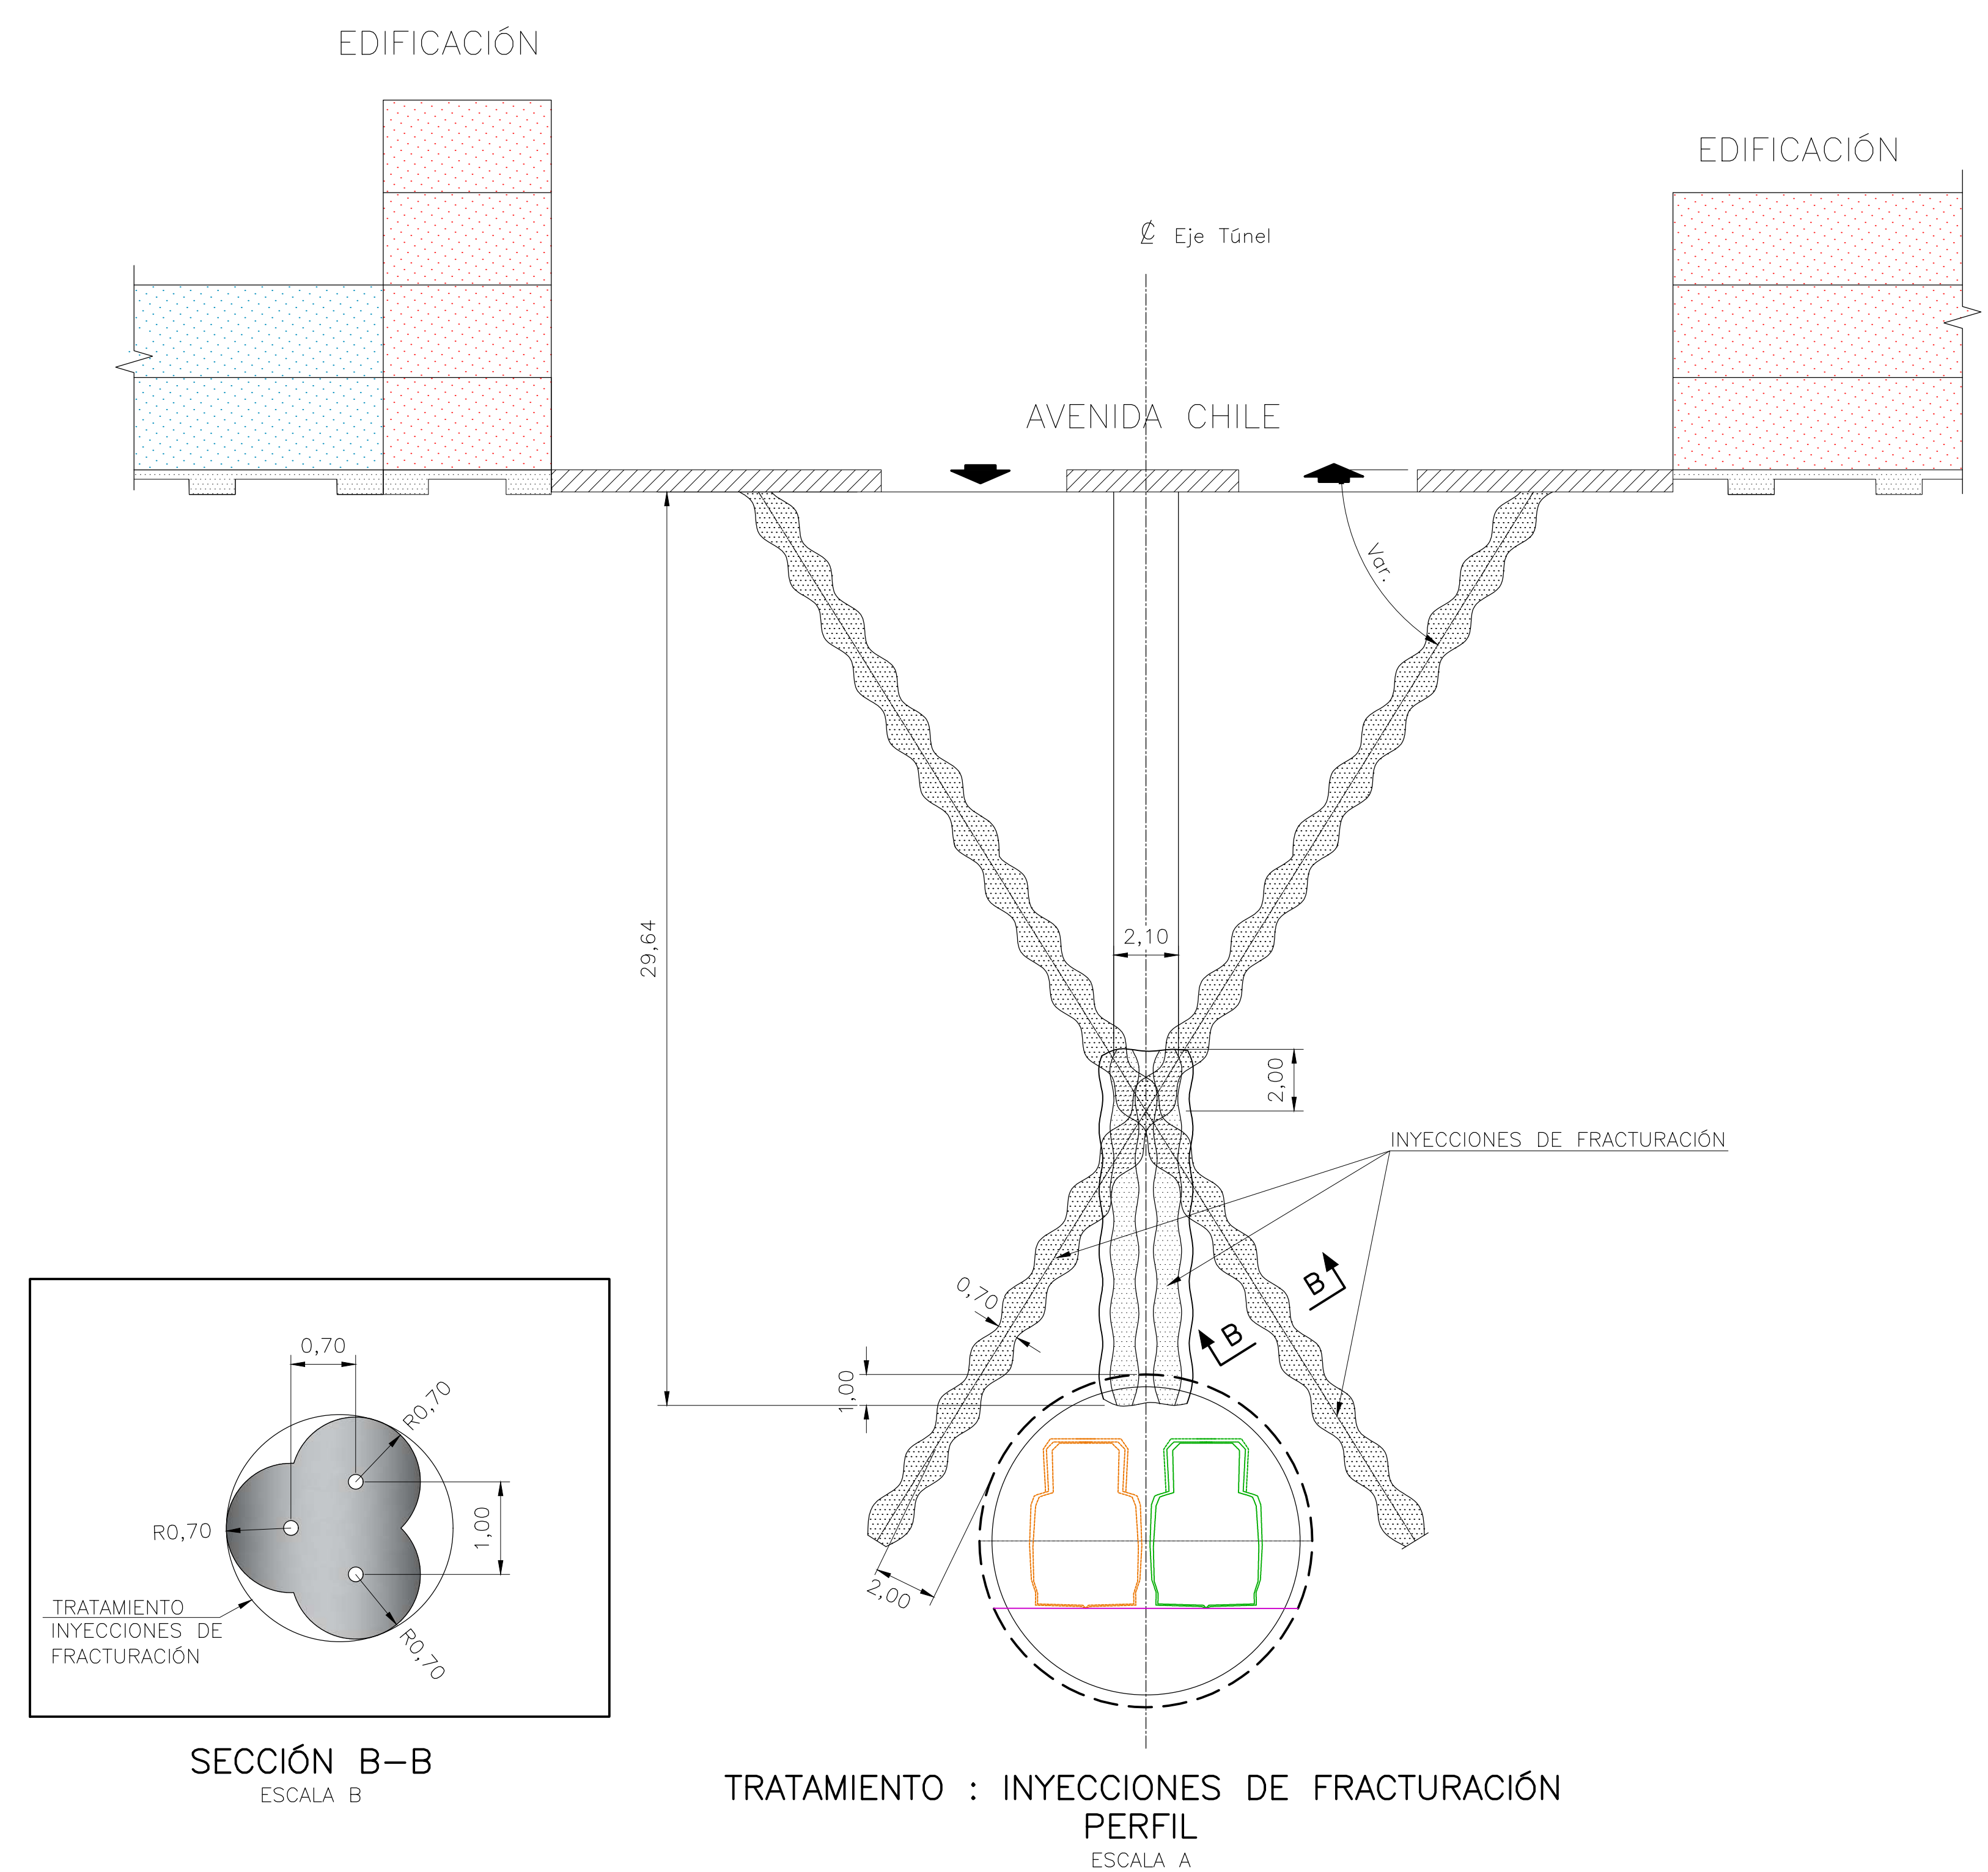 EDIFICACIÓN
EDIFICACIÓN
℄ Eje Túnel
AVENIDA CHILE
Var.
29,64
2,10
2,00
INYECCIONES DE FRACTURACIÓN
B
B
0,70
1,00
2,00
0,70
R0,70
R0,70
1,00
R0,70
TRATAMIENTO
INYECCIONES DE
FRACTURACIÓN
SECCIÓN B-B
ESCALA B
TRATAMIENTO : INYECCIONES DE FRACTURACIÓN
PERFIL
ESCALA A